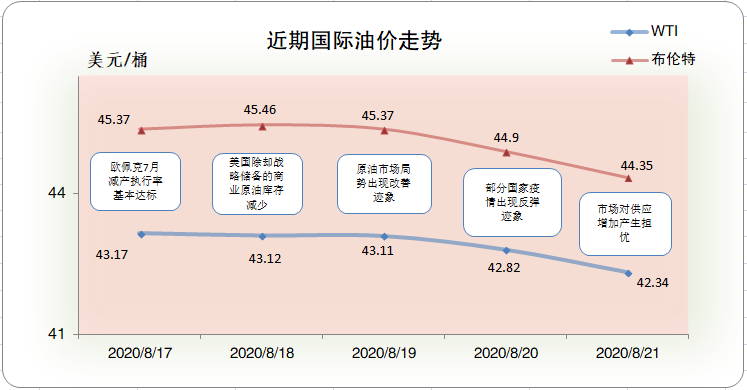 近期国际油价走势
WTI
布伦特
美元/桶
45.37
45.46
45.37
44.9
44.35
欧佩克7月
减产执行率
基本达标
美国除却战
略储备的商
业原油库存
减少
原油市场局
势出现改善
迹象
部分国家疫
情出现反弹
迹象
市场对供应
增加产生担
忧
44
43.17
43.12
43.11
42.82
42.34
41
2020/8/17
2020/8/18
2020/8/19
2020/8/20
2020/8/21